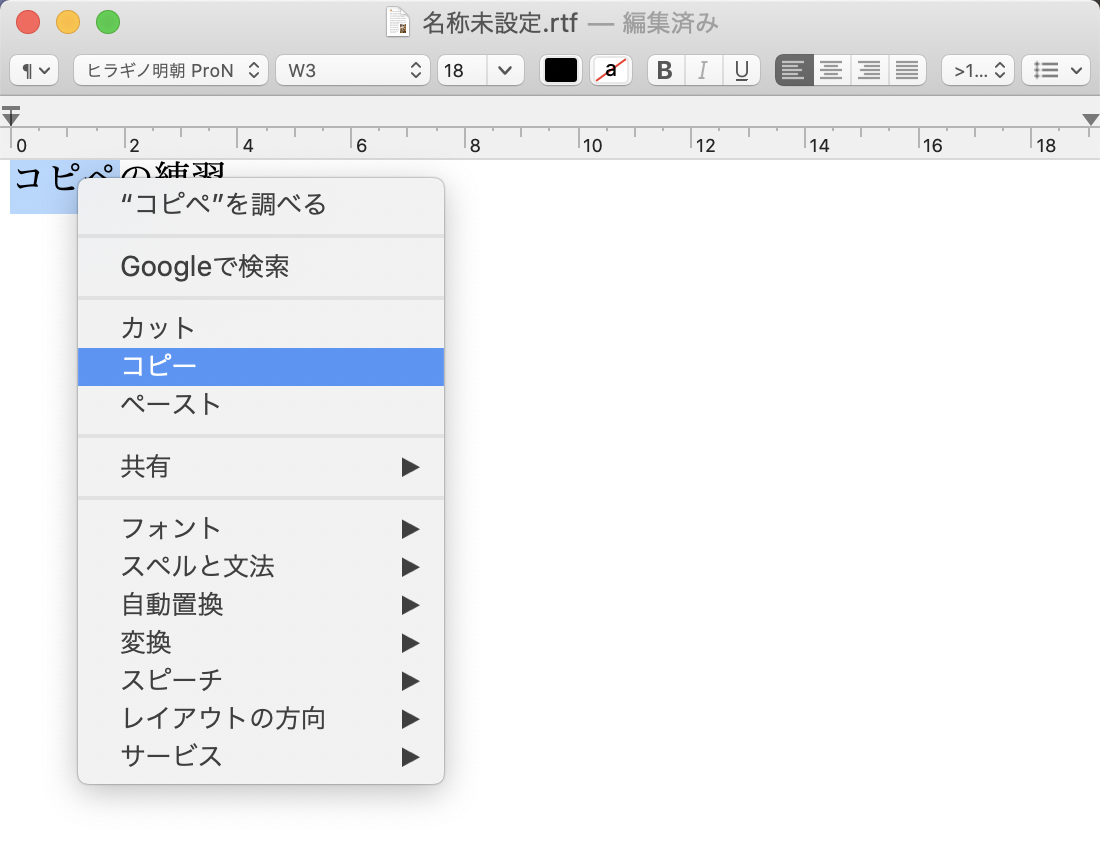 名称未設定.rtf — 編集済み
¶ ヒラギノ明朝 ProN W3 18 a B I U >1...
0 2 4 6 8 10 12 14 16 18
コピペの練習
“コピペ”を調べる
Googleで検索
カット
コピー
ペースト
共有
フォント
スペルと文法
自動置換
変換
スピーチ
レイアウトの方向
サービス